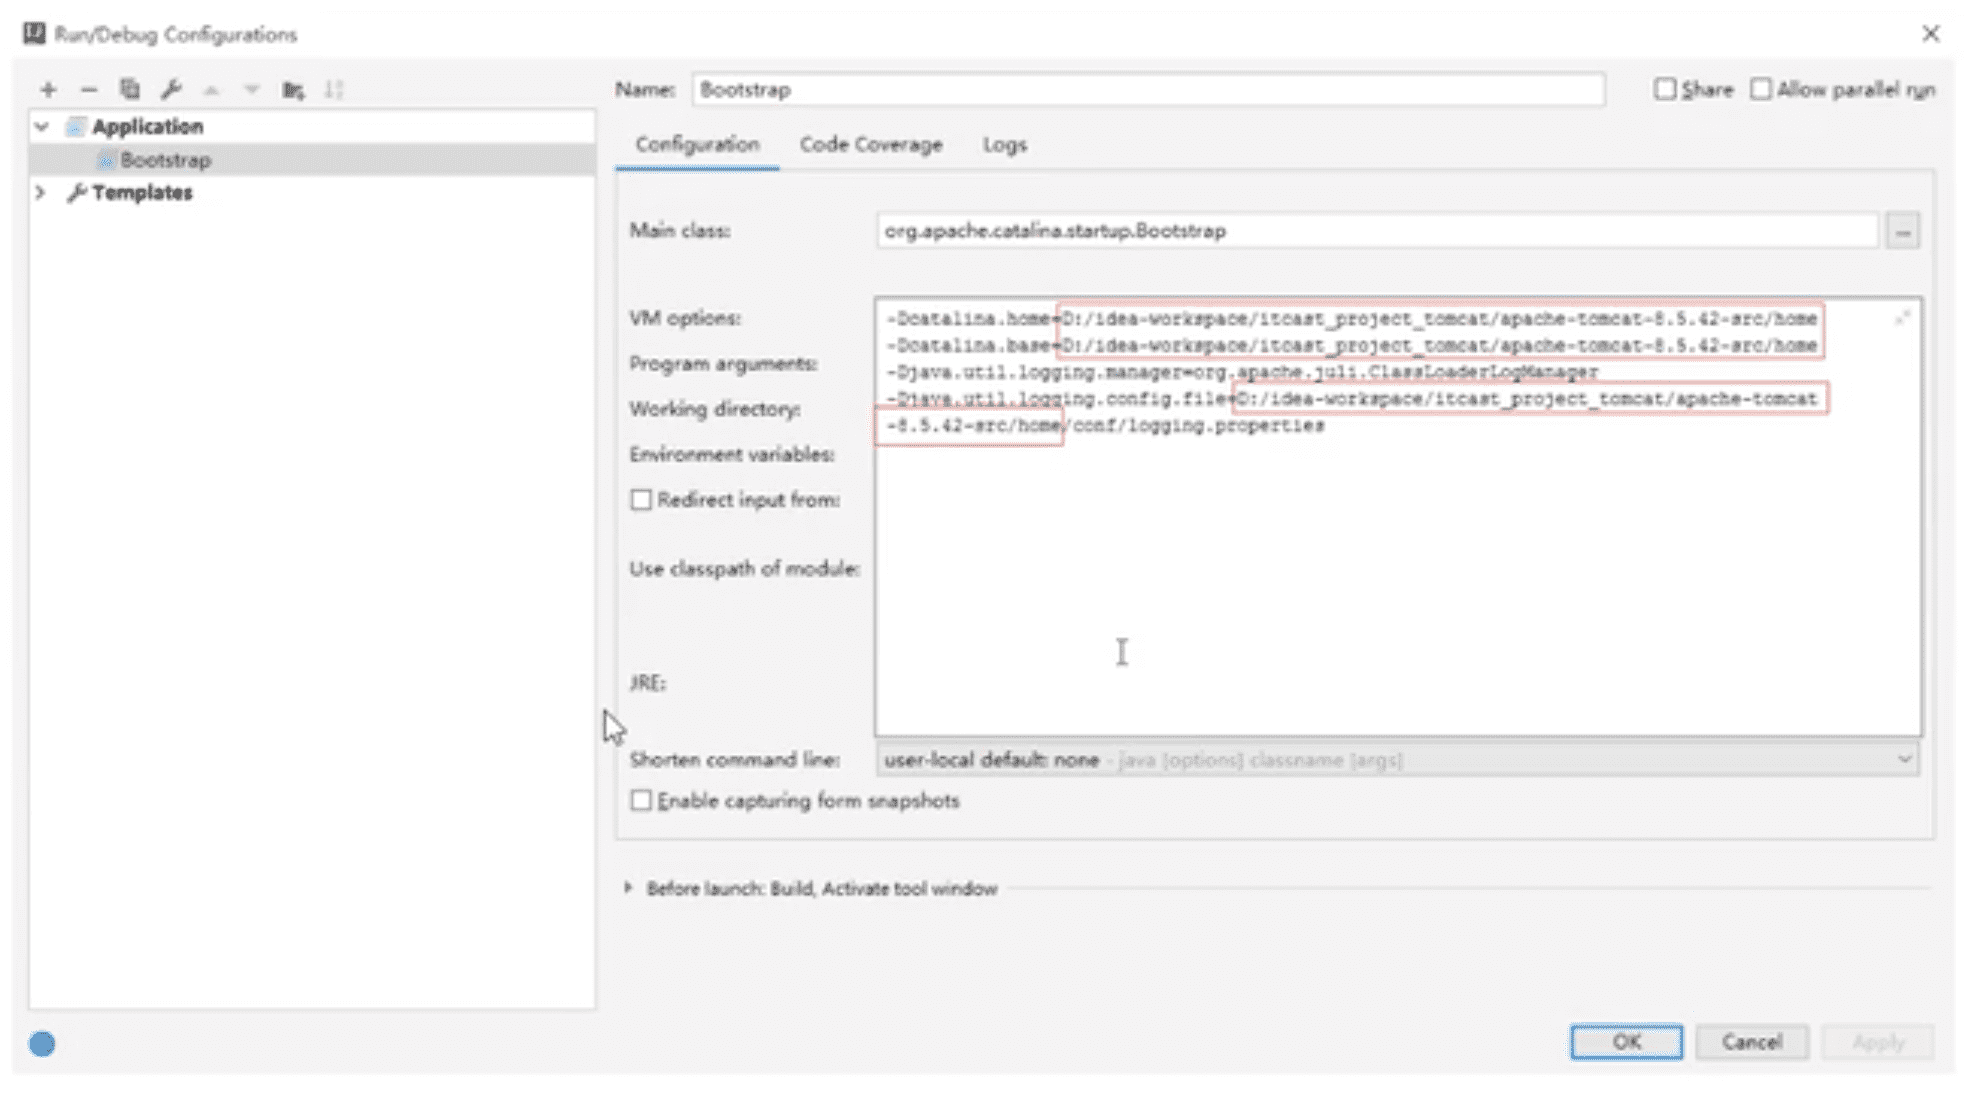 Run/Debug Configurations
Application
Bootstrap
Templates
Name: Bootstrap
Share Allow parallel run
Configuration Code Coverage Logs
Main class: org.apache.catalina.startup.Bootstrap ...
VM options:
-Dcatalina.home=D:/idea-workspace/itcast_project_tomcat/apache-tomcat-8.5.42-src/home
-Dcatalina.base=D:/idea-workspace/itcast_project_tomcat/apache-tomcat-8.5.42-src/home
-Djava.util.logging.manager=org.apache.juli.ClassLoaderLogManager
-Djava.util.logging.config.file=D:/idea-workspace/itcast_project_tomcat/apache-tomcat
-8.5.42-src/home/conf/logging.properties
Program arguments:
Working directory:
Environment variables:
Redirect input from:
Use classpath of module:
JRE:
Shorten command line: user-local default: none - java [options] classname [args]
Enable capturing form snapshots
Before launch: Build, Activate tool window
OK Cancel Apply